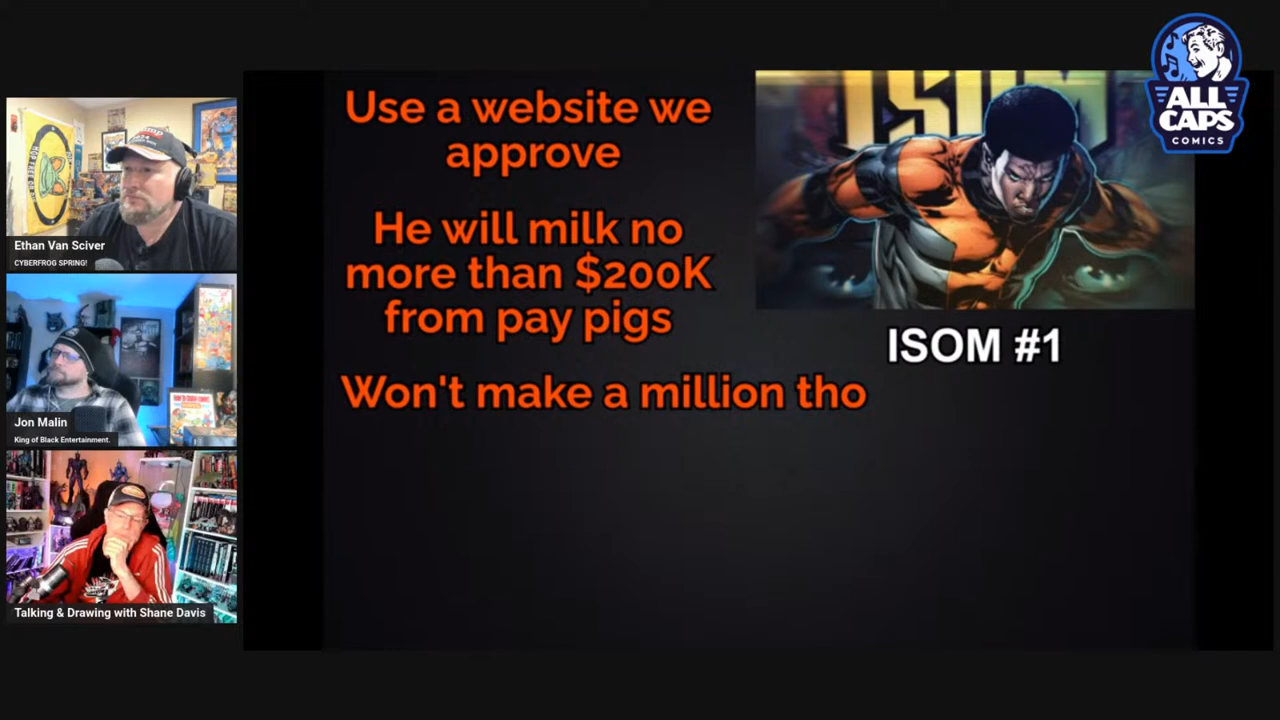 Use a website we
approve
He will milk no
more than $200K
from pay pigs
Won't make a million tho
ISOM
ISOM #1
ALL
CAPS
COMICS
Ethan Van Sciver
CYBERFROG SPRING!
Jon Malin
King of Black Entertainment.
Talking & Drawing with Shane Davis